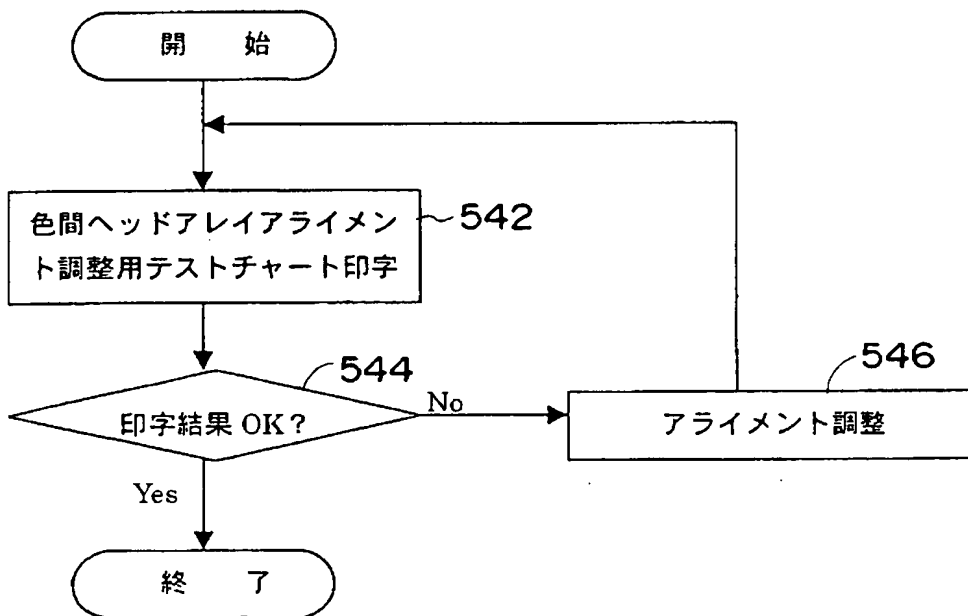 開 始
色間ヘッドアレイアライメン
ト調整用テストチャート印字
542
544
印字結果 OK？
No
546
アライメント調整
Yes
終 了